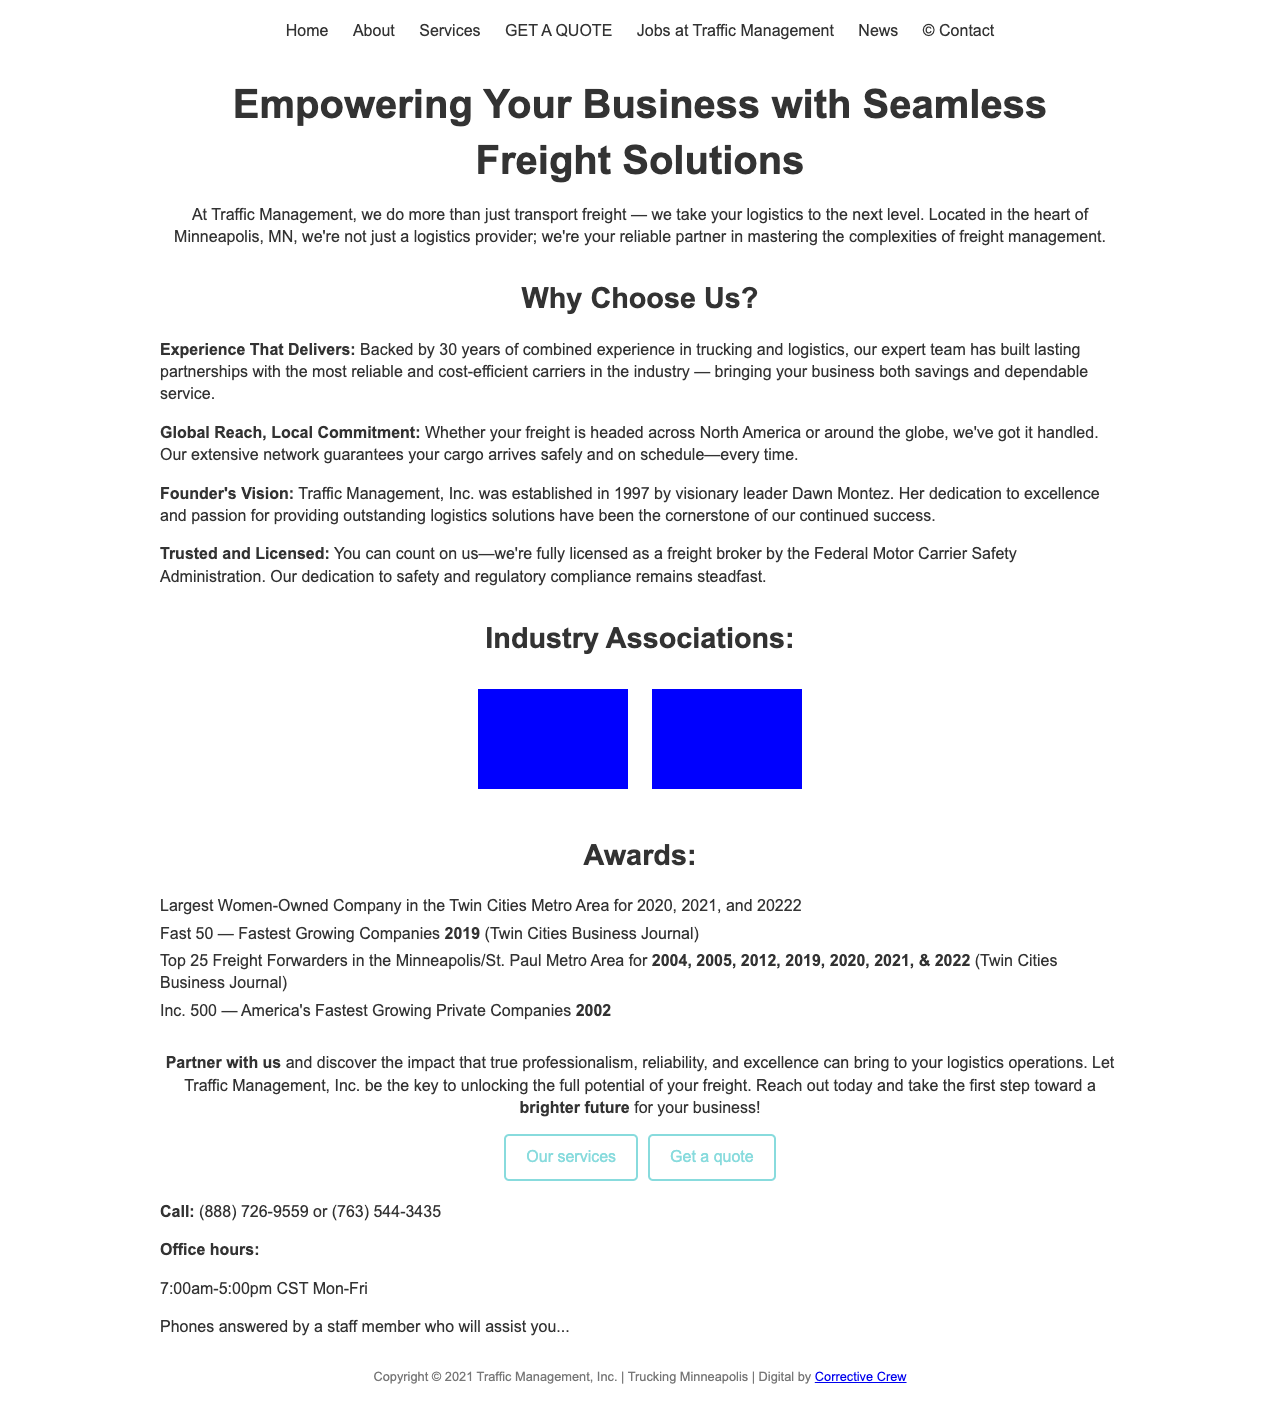 Home About Services GET A QUOTE Jobs at Traffic Management News © Contact
Empowering Your Business with Seamless
Freight Solutions
At Traffic Management, we do more than just transport freight — we take your logistics to the next level. Located in the heart of
Minneapolis, MN, we're not just a logistics provider; we're your reliable partner in mastering the complexities of freight management.
Why Choose Us?
Experience That Delivers: Backed by 30 years of combined experience in trucking and logistics, our expert team has built lasting
partnerships with the most reliable and cost-efficient carriers in the industry — bringing your business both savings and dependable
service.
Global Reach, Local Commitment: Whether your freight is headed across North America or around the globe, we've got it handled.
Our extensive network guarantees your cargo arrives safely and on schedule—every time.
Founder's Vision: Traffic Management, Inc. was established in 1997 by visionary leader Dawn Montez. Her dedication to excellence
and passion for providing outstanding logistics solutions have been the cornerstone of our continued success.
Trusted and Licensed: You can count on us—we're fully licensed as a freight broker by the Federal Motor Carrier Safety
Administration. Our dedication to safety and regulatory compliance remains steadfast.
Industry Associations:
Awards:
Largest Women-Owned Company in the Twin Cities Metro Area for 2020, 2021, and 20222
Fast 50 — Fastest Growing Companies 2019 (Twin Cities Business Journal)
Top 25 Freight Forwarders in the Minneapolis/St. Paul Metro Area for 2004, 2005, 2012, 2019, 2020, 2021, & 2022 (Twin Cities
Business Journal)
Inc. 500 — America's Fastest Growing Private Companies 2002
Partner with us and discover the impact that true professionalism, reliability, and excellence can bring to your logistics operations. Let
Traffic Management, Inc. be the key to unlocking the full potential of your freight. Reach out today and take the first step toward a
brighter future for your business!
Our services Get a quote
Call: (888) 726-9559 or (763) 544-3435
Office hours:
7:00am-5:00pm CST Mon-Fri
Phones answered by a staff member who will assist you...
Copyright © 2021 Traffic Management, Inc. | Trucking Minneapolis | Digital by Corrective Crew